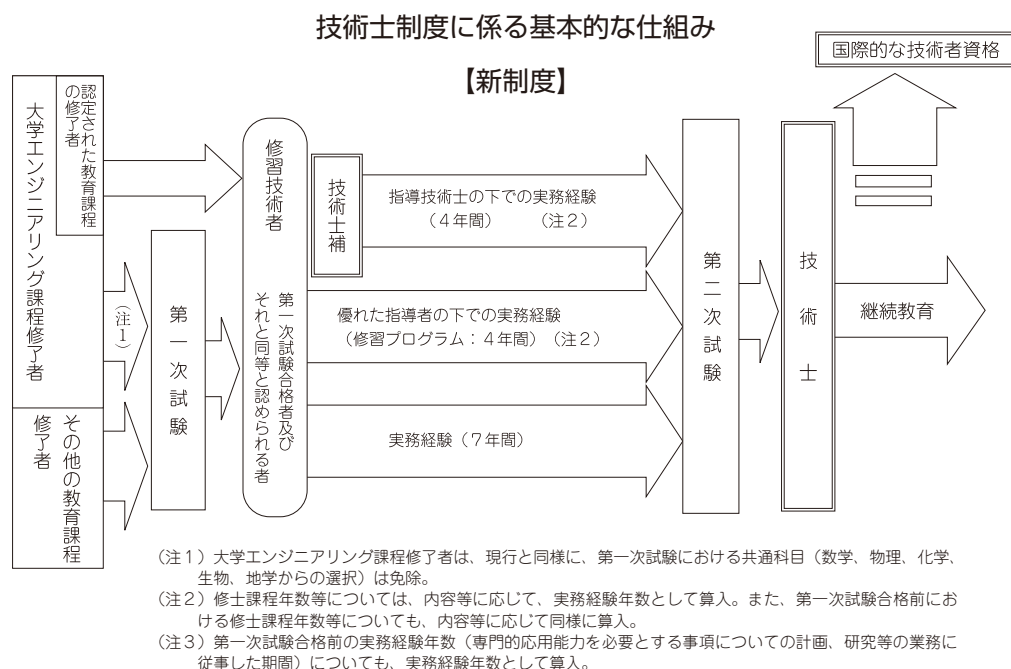 技術士制度に係る基本的な仕組み
【新制度】
国際的な技術者資格
大学エンジニアリング課程修了者
認定された教育課程
の修了者
その他の教育課程
修了者
(注1)
第一次試験
修習技術者
第一次試験合格者及び
それと同等と認められる者
技術士補
指導技術士の下での実務経験
(4年間) (注2)
優れた指導者の下での実務経験
(修習プログラム:4年間)(注2)
実務経験(7年間)
第二次試験
技術士
継続教育
(注1)大学エンジニアリング課程修了者は、現行と同様に、第一次試験における共通科目(数学、物理、化学、
生物、地学からの選択)は免除。
(注2)修士課程年数等については、内容等に応じて、実務経験年数として算入。また、第一次試験合格前にお
ける修士課程年数等についても、内容等に応じて同様に算入。
(注3)第一次試験合格前の実務経験年数(専門的応用能力を必要とする事項についての計画、研究等の業務に
従事した期間)についても、実務経験年数として算入。